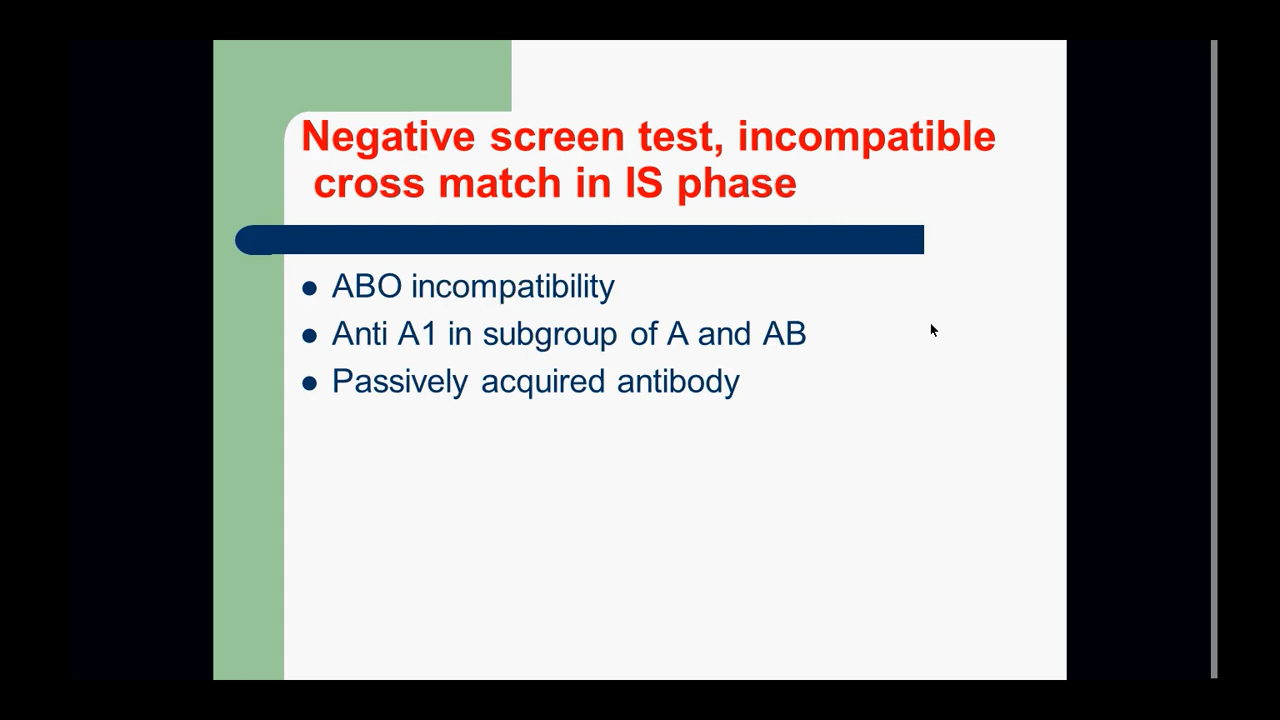 Negative screen test, incompatible
cross match in IS phase
ABO incompatibility
Anti A1 in subgroup of A and AB
Passively acquired antibody